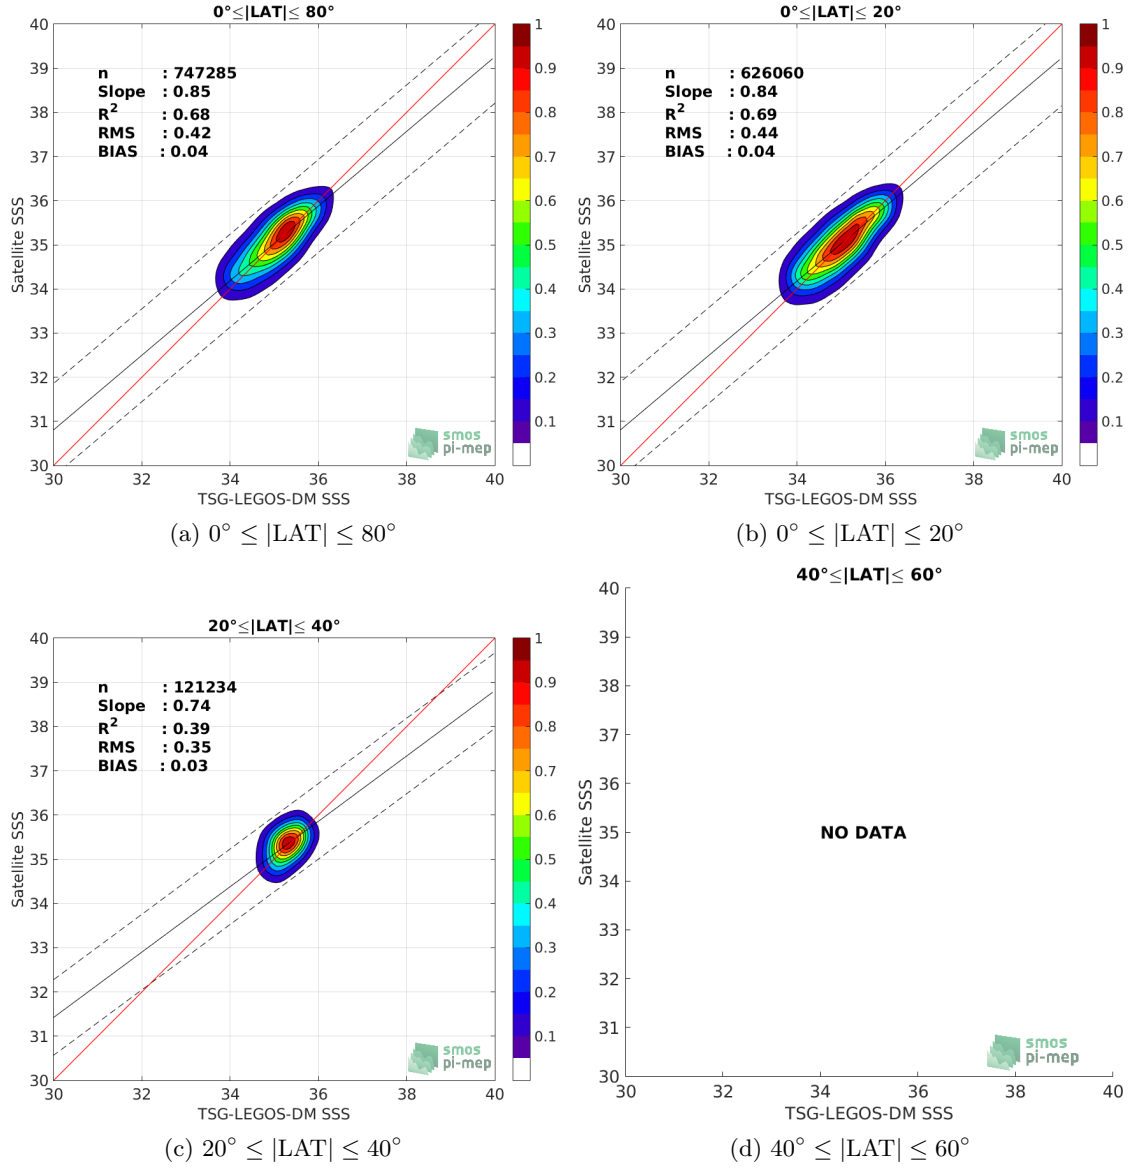 0°≤|LAT|≤ 80°
40
39
38
37
36
35
34
33
32
31
30
Satellite SSS
n : 747285
Slope : 0.85
R² : 0.68
RMS : 0.42
BIAS : 0.04
smos
pi-mep
30 32 34 36 38 40
TSG-LEGOS-DM SSS
1
0.9
0.8
0.7
0.6
0.5
0.4
0.3
0.2
0.1
(a) 0° ≤ |LAT| ≤ 80°
0°≤|LAT|≤ 20°
40
39
38
37
36
35
34
33
32
31
30
Satellite SSS
n : 626060
Slope : 0.84
R² : 0.69
RMS : 0.44
BIAS : 0.04
smos
pi-mep
30 32 34 36 38 40
TSG-LEGOS-DM SSS
1
0.9
0.8
0.7
0.6
0.5
0.4
0.3
0.2
0.1
(b) 0° ≤ |LAT| ≤ 20°
20°≤|LAT|≤ 40°
40
39
38
37
36
35
34
33
32
31
30
Satellite SSS
n : 121234
Slope : 0.74
R² : 0.39
RMS : 0.35
BIAS : 0.03
smos
pi-mep
30 32 34 36 38 40
TSG-LEGOS-DM SSS
1
0.9
0.8
0.7
0.6
0.5
0.4
0.3
0.2
0.1
(c) 20° ≤ |LAT| ≤ 40°
40°≤|LAT|≤ 60°
40
39
38
37
36
35
34
33
32
31
30
Satellite SSS
NO DATA
smos
pi-mep
30 32 34 36 38 40
TSG-LEGOS-DM SSS
(d) 40° ≤ |LAT| ≤ 60°